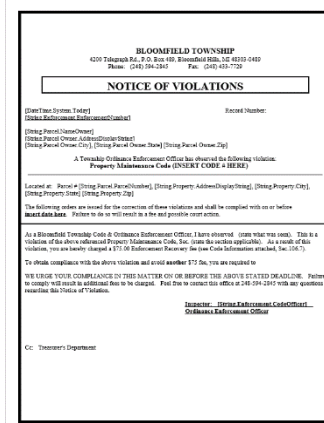 BLOOMFIELD TOWNSHIP
4200 Telegraph Rd., P.O. Box 489, Bloomfield Hills, MI 48303-0489
Phone: (248) 594-2845 Fax: (248) 433-7729
NOTICE OF VIOLATIONS
[DateTime.System.Today] Record Number:
[String.Enforcement.EnforcementNumber]
[String.Parcel.NameOwner]
[String.Parcel.OwnerAddressDisplayString]
[String.Parcel.Owner.City], [String.Parcel.Owner.State] [String.Parcel.Owner.Zip]
A Township Ordinance Enforcement Officer has observed the following violation:
Property Maintenance Code (INSERT CODE # HERE)
Located at: Parcel # [String.Parcel.ParcelNumber], [String.Property.AddressDisplayString], [String.Property.City],
[String.Property.State] [String.Property.Zip]
The following orders are issued for the correction of these violations and shall be complied with on or before
insert date here. Failure to do so will result in a fee and possible court action.
As a Bloomfield Township Code & Ordinance Enforcement Officer, I have observed (state what was seen). This is a
violation of the above referenced Property Maintenance Code, Sec. (state the section applicable). As a result of this
violation, you are hereby charged a $75.00 Enforcement Recovery fee (see Code Information attached, Sec.106.7).
To obtain compliance with the above violation and avoid another $75 fee, you are required to
WE URGE YOUR COMPLIANCE IN THIS MATTER ON OR BEFORE THE ABOVE STATED DEADLINE. Failure
to comply will result in additional fees to be charged. Feel free to contact this office at 248-594-2845 with any questions
regarding this Notice of Violation.
Inspector: [String.Enforcement.CodeOfficer]
Ordinance Enforcement Officer
Cc: Treasurer's Department